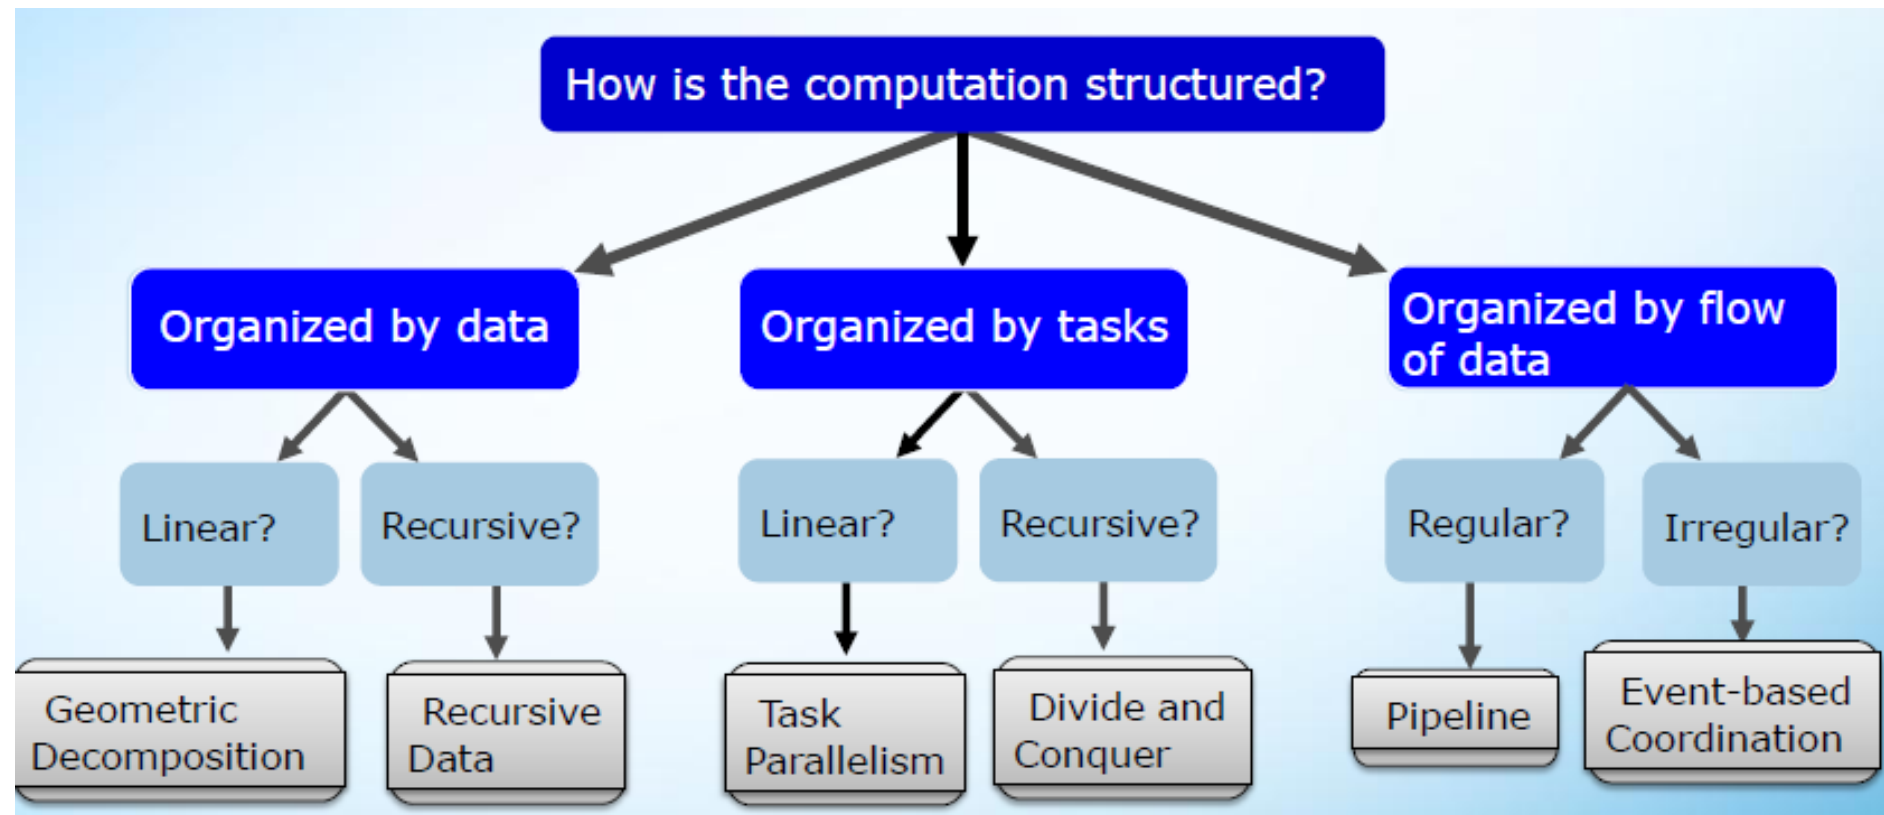 How is the computation structured?
Organized by data
Organized by tasks
Organized by flow
of data
Linear?
Recursive?
Linear?
Recursive?
Regular?
Irregular?
Geometric
Decomposition
Recursive
Data
Task
Parallelism
Divide and
Conquer
Pipeline
Event-based
Coordination